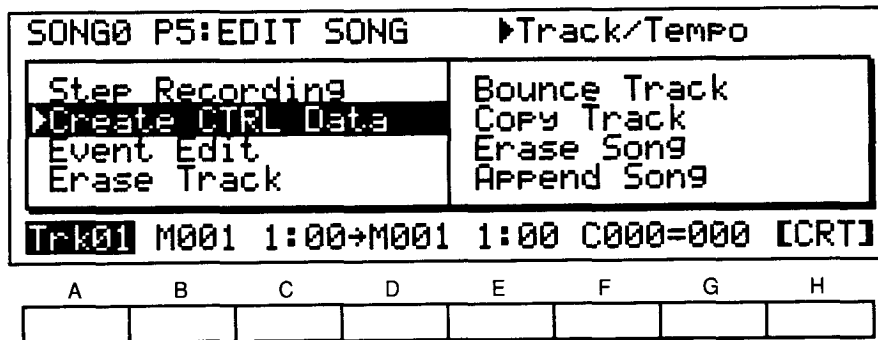 SONG0 P5:EDIT SONG ▶Track/Tempo
Step Recording
▶Create CTRL Data
Event Edit
Erase Track
Bounce Track
Copy Track
Erase Song
Append Song
Trk01 M001 1:00→M001 1:00 C000=000 [CRT]
A B C D E F G H